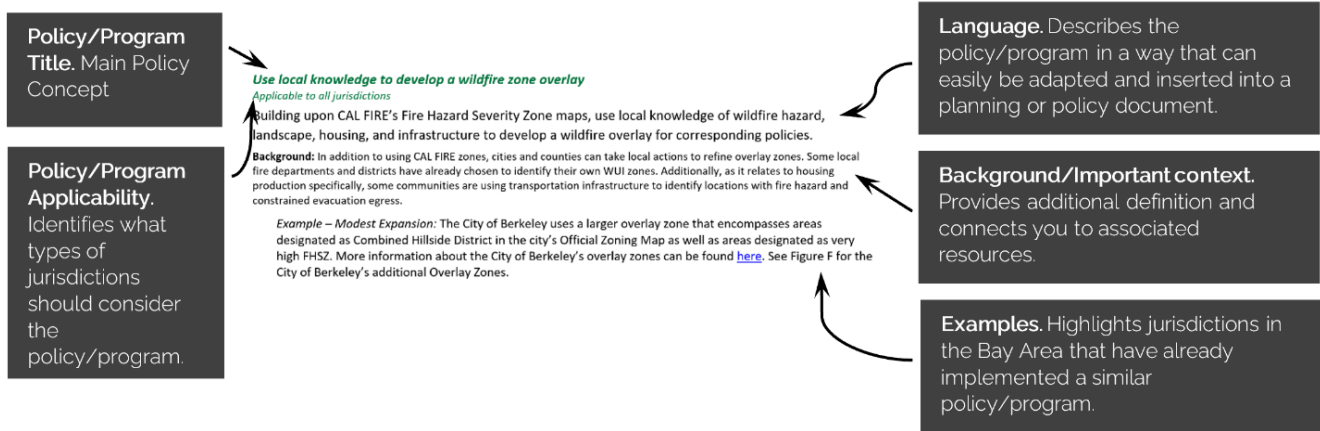 Policy/Program
Title. Main Policy
Concept
Policy/Program
Applicability.
Identifies what
types of
jurisdictions
should consider
the
policy/program.
Use local knowledge to develop a wildfire zone overlay
Applicable to all jurisdictions
Building upon CAL FIRE's Fire Hazard Severity Zone maps, use local knowledge of wildfire hazard,
landscape, housing, and infrastructure to develop a wildfire overlay for corresponding policies.
Background: In addition to using CAL FIRE zones, cities and counties can take local actions to refine overlay zones. Some local
fire departments and districts have already chosen to identify their own WUI zones. Additionally, as it relates to housing
production specifically, some communities are using transportation infrastructure to identify locations with fire hazard and
constrained evacuation egress.
Example – Modest Expansion: The City of Berkeley uses a larger overlay zone that encompasses areas
designated as Combined Hillside District in the city's Official Zoning Map as well as areas designated as very
high FHSZ. More information about the City of Berkeley's overlay zones can be found here. See Figure F for the
City of Berkeley's additional Overlay Zones.
Language. Describes the
policy/program in a way that can
easily be adapted and inserted into a
planning or policy document.
Background/Important context.
Provides additional definition and
connects you to associated
resources.
Examples. Highlights jurisdictions in
the Bay Area that have already
implemented a similar
policy/program.